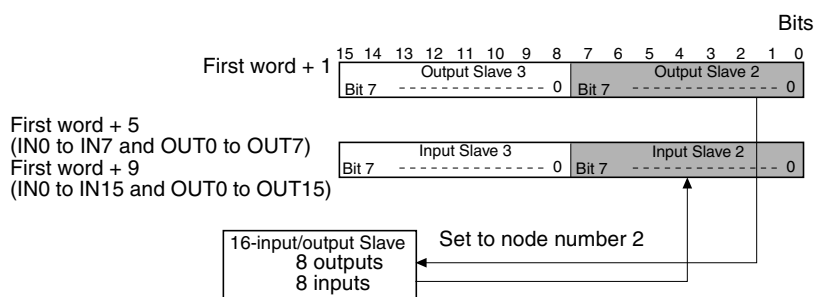 Bits
15 14 13 12 11 10 9 8 7 6 5 4 3 2 1 0
First word + 1
Output Slave 3 Output Slave 2
Bit 7 - - - - - - - - - - - - - - - 0 Bit 7 - - - - - - - - - - - - - - - 0
First word + 5
(IN0 to IN7 and OUT0 to OUT7)
First word + 9
(IN0 to IN15 and OUT0 to OUT15)
Input Slave 3 Input Slave 2
Bit 7 - - - - - - - - - - - - - - - 0 Bit 7 - - - - - - - - - - - - - - - 0
16-input/output Slave
8 outputs
8 inputs
Set to node number 2